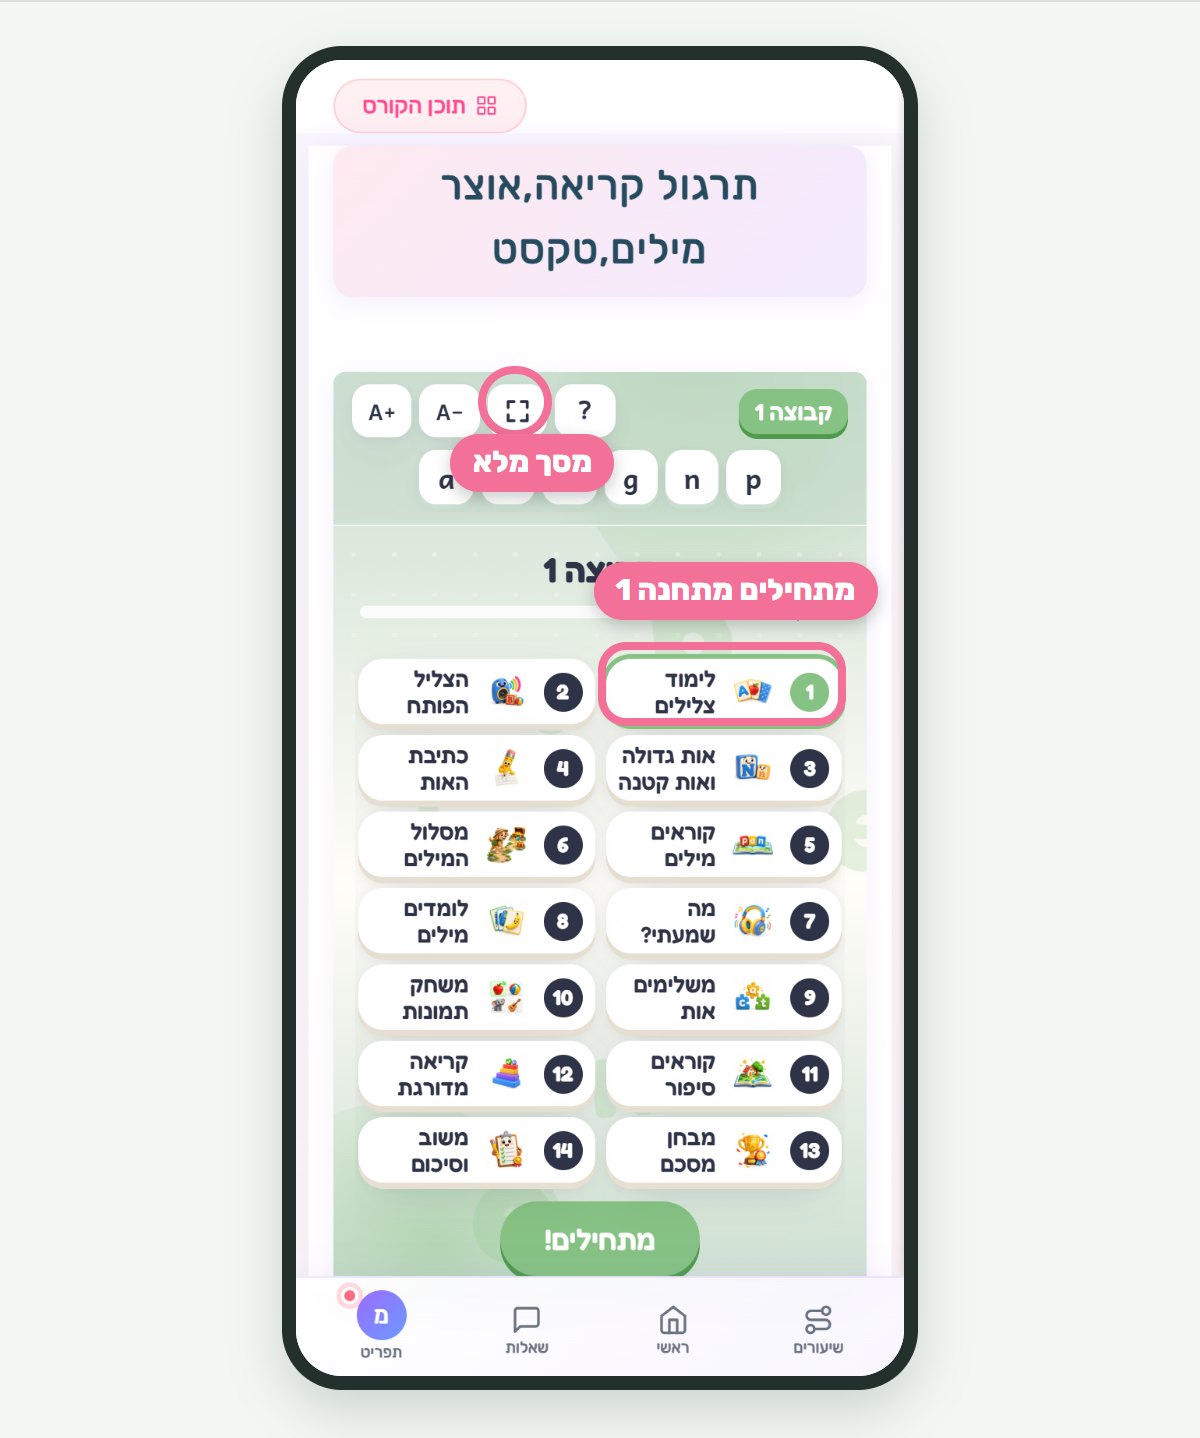 תוכן הקורס
תרגול קריאה,אוצר
מילים,טקסט
קבוצה 1
?
A−
A+
מסך מלא
p
n
g
a
מתחילים מתחנה 1
1
לימוד
צלילים
2
הצליל
הפותח
3
אות גדולה
ואות קטנה
4
כתיבת
האות
5
קוראים
מילים
6
מסלול
המילים
7
מה
שמעתי?
8
לומדים
מילים
9
משלימים
אות
10
משחק
תמונות
11
קוראים
סיפור
12
קריאה
מדורגת
13
מבחן
מסכם
14
משוב
וסיכום
מתחילים!
שיעורים
ראשי
שאלות
מ
תפריט